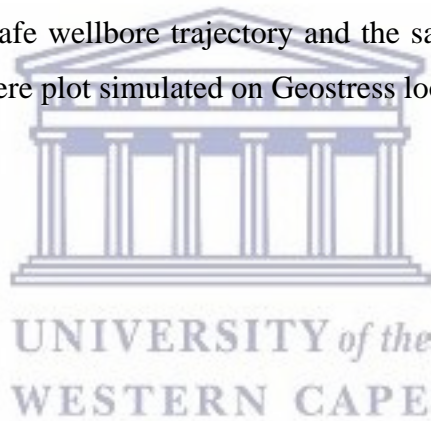 afe wellbore trajectory and the sa
ere plot simulated on Geostress loc
UNIVERSITY of the
WESTERN CAPE